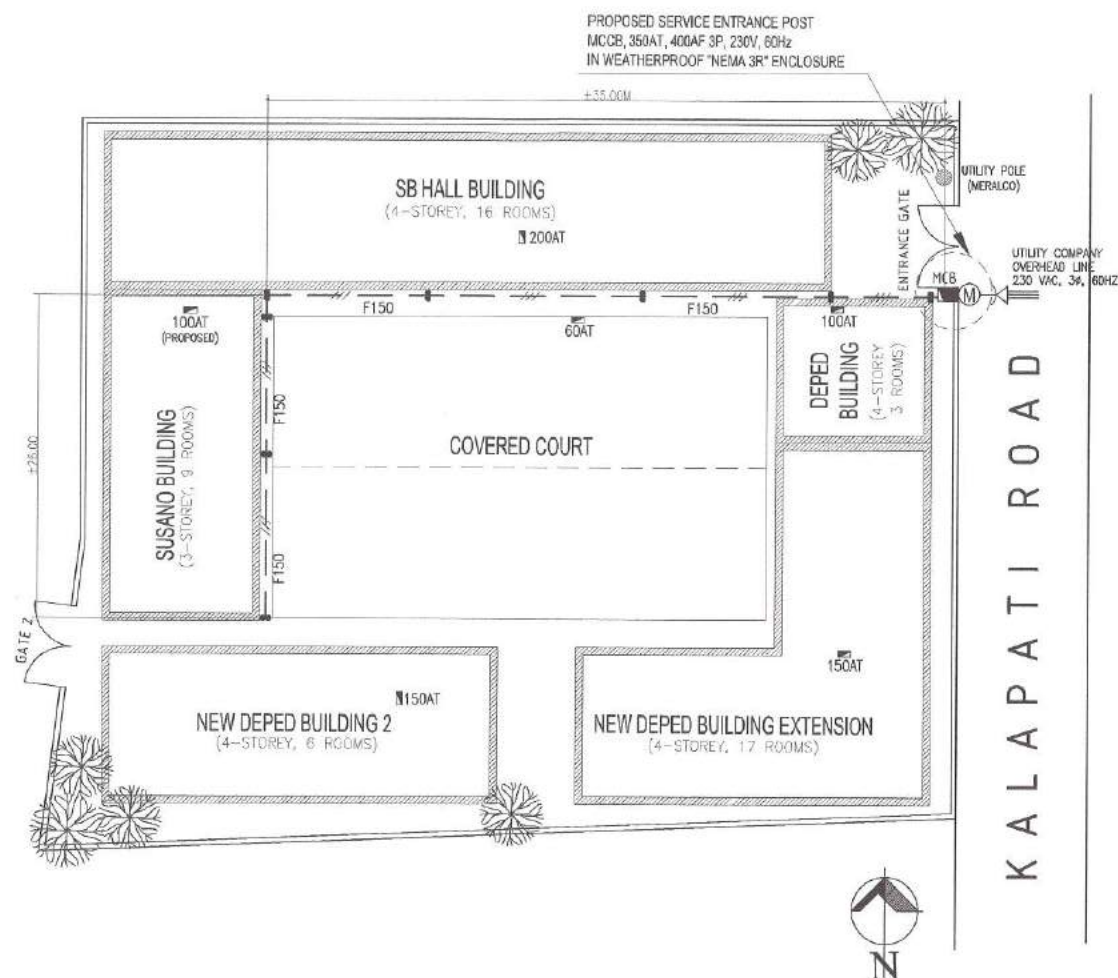 PROPOSED SERVICE ENTRANCE POST
MCCB, 350AT, 400AF 3P, 230V, 60Hz
IN WEATHERPROOF "NEMA 3R" ENCLOSURE
±35.00M
SB HALL BUILDING
(4-STOREY, 16 ROOMS)
200AT
UTILITY POLE
(MERALCO)
ENTRANCE GATE
UTILITY COMPANY
OVERHEAD LINE
230 VAC, 3ø, 60HZ
MCB
M
F150
F150
100AT
(PROPOSED)
60AT
100AT
DEPED
BUILDING
(4-STOREY
3 ROOMS)
±26.00
SUSANO BUILDING
(3-STOREY, 9 ROOMS)
F150
F150
COVERED COURT
KALAPATI ROAD
GATE 2
150AT
NEW DEPED BUILDING 2
(4-STOREY, 6 ROOMS)
150AT
NEW DEPED BUILDING EXTENSION
(4-STOREY, 17 ROOMS)
N